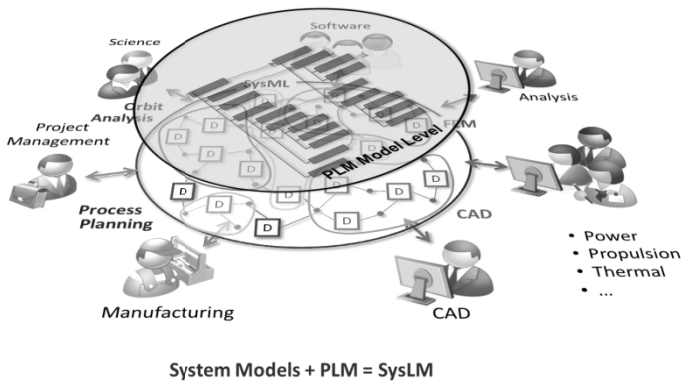 Software
Science
SysML
Orbit
Analysis
Analysis
FEM
Project
Management
PLM Model Level
D
D
D
D
D
D
D
D
D
D
D
D
Process
Planning
CAD
• Power
• Propulsion
• Thermal
• ...
Manufacturing
CAD
System Models + PLM = SysLM